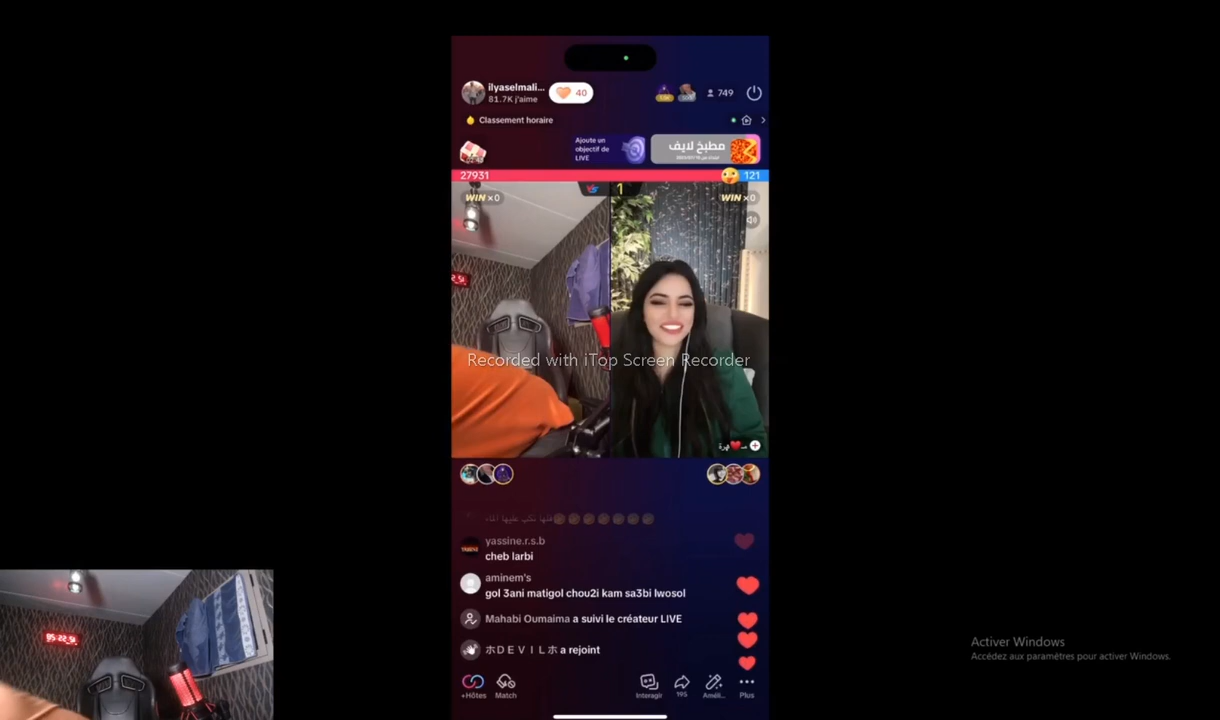 ilyaselmali...
81.7K j'aime
40
749
Classement horaire
Ajoute un
objectif de
LIVE
مطبخ لايف
27931
121
1
WIN x0
WIN x0
Recorded with iTop Screen Recorder
yassine.r.s.b
cheb larbi
aminem's
gol 3ani matigol chou2i kam sa3bi lwosol
Mahabi Oumaima a suivi le créateur LIVE
ホＤＥＶＩＬホ a rejoint
+Hôtes
Match
Interagir
195
Améli...
Plus
Activer Windows
Accédez aux paramètres pour activer Windows.